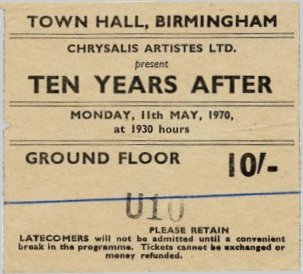 TOWN HALL, BIRMINGHAM
CHRYSALIS ARTISTES LTD.
present
TEN YEARS AFTER
MONDAY, 11th MAY, 1970,
at 1930 hours
GROUND FLOOR 10/-
U10
PLEASE RETAIN
LATECOMERS will not be admitted until a convenient
break in the programme. Tickets cannot be exchanged or
money refunded.